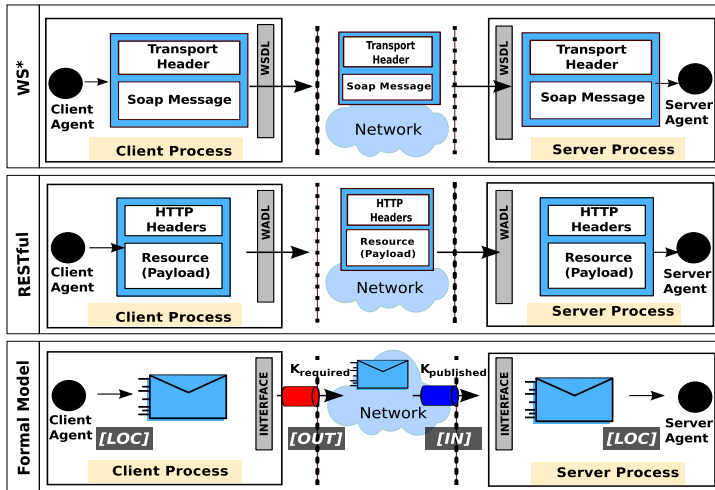 WS*
Client
Agent
Transport
Header
Soap Message
WSDL
Client Process
Transport
Header
Soap Message
Network
WSDL
Transport
Header
Soap Message
Server
Agent
Server Process
RESTful
Client
Agent
HTTP
Headers
Resource
(Payload)
WADL
Client Process
HTTP
Headers
Resource
(Payload)
Network
WADL
HTTP
Headers
Resource
(Payload)
Server
Agent
Server Process
Formal Model
Client
Agent
[LOC]
INTERFACE
Client Process
Krequired
[OUT]
Network
Kpublished
[IN]
INTERFACE
[LOC]
Server
Agent
Server Process